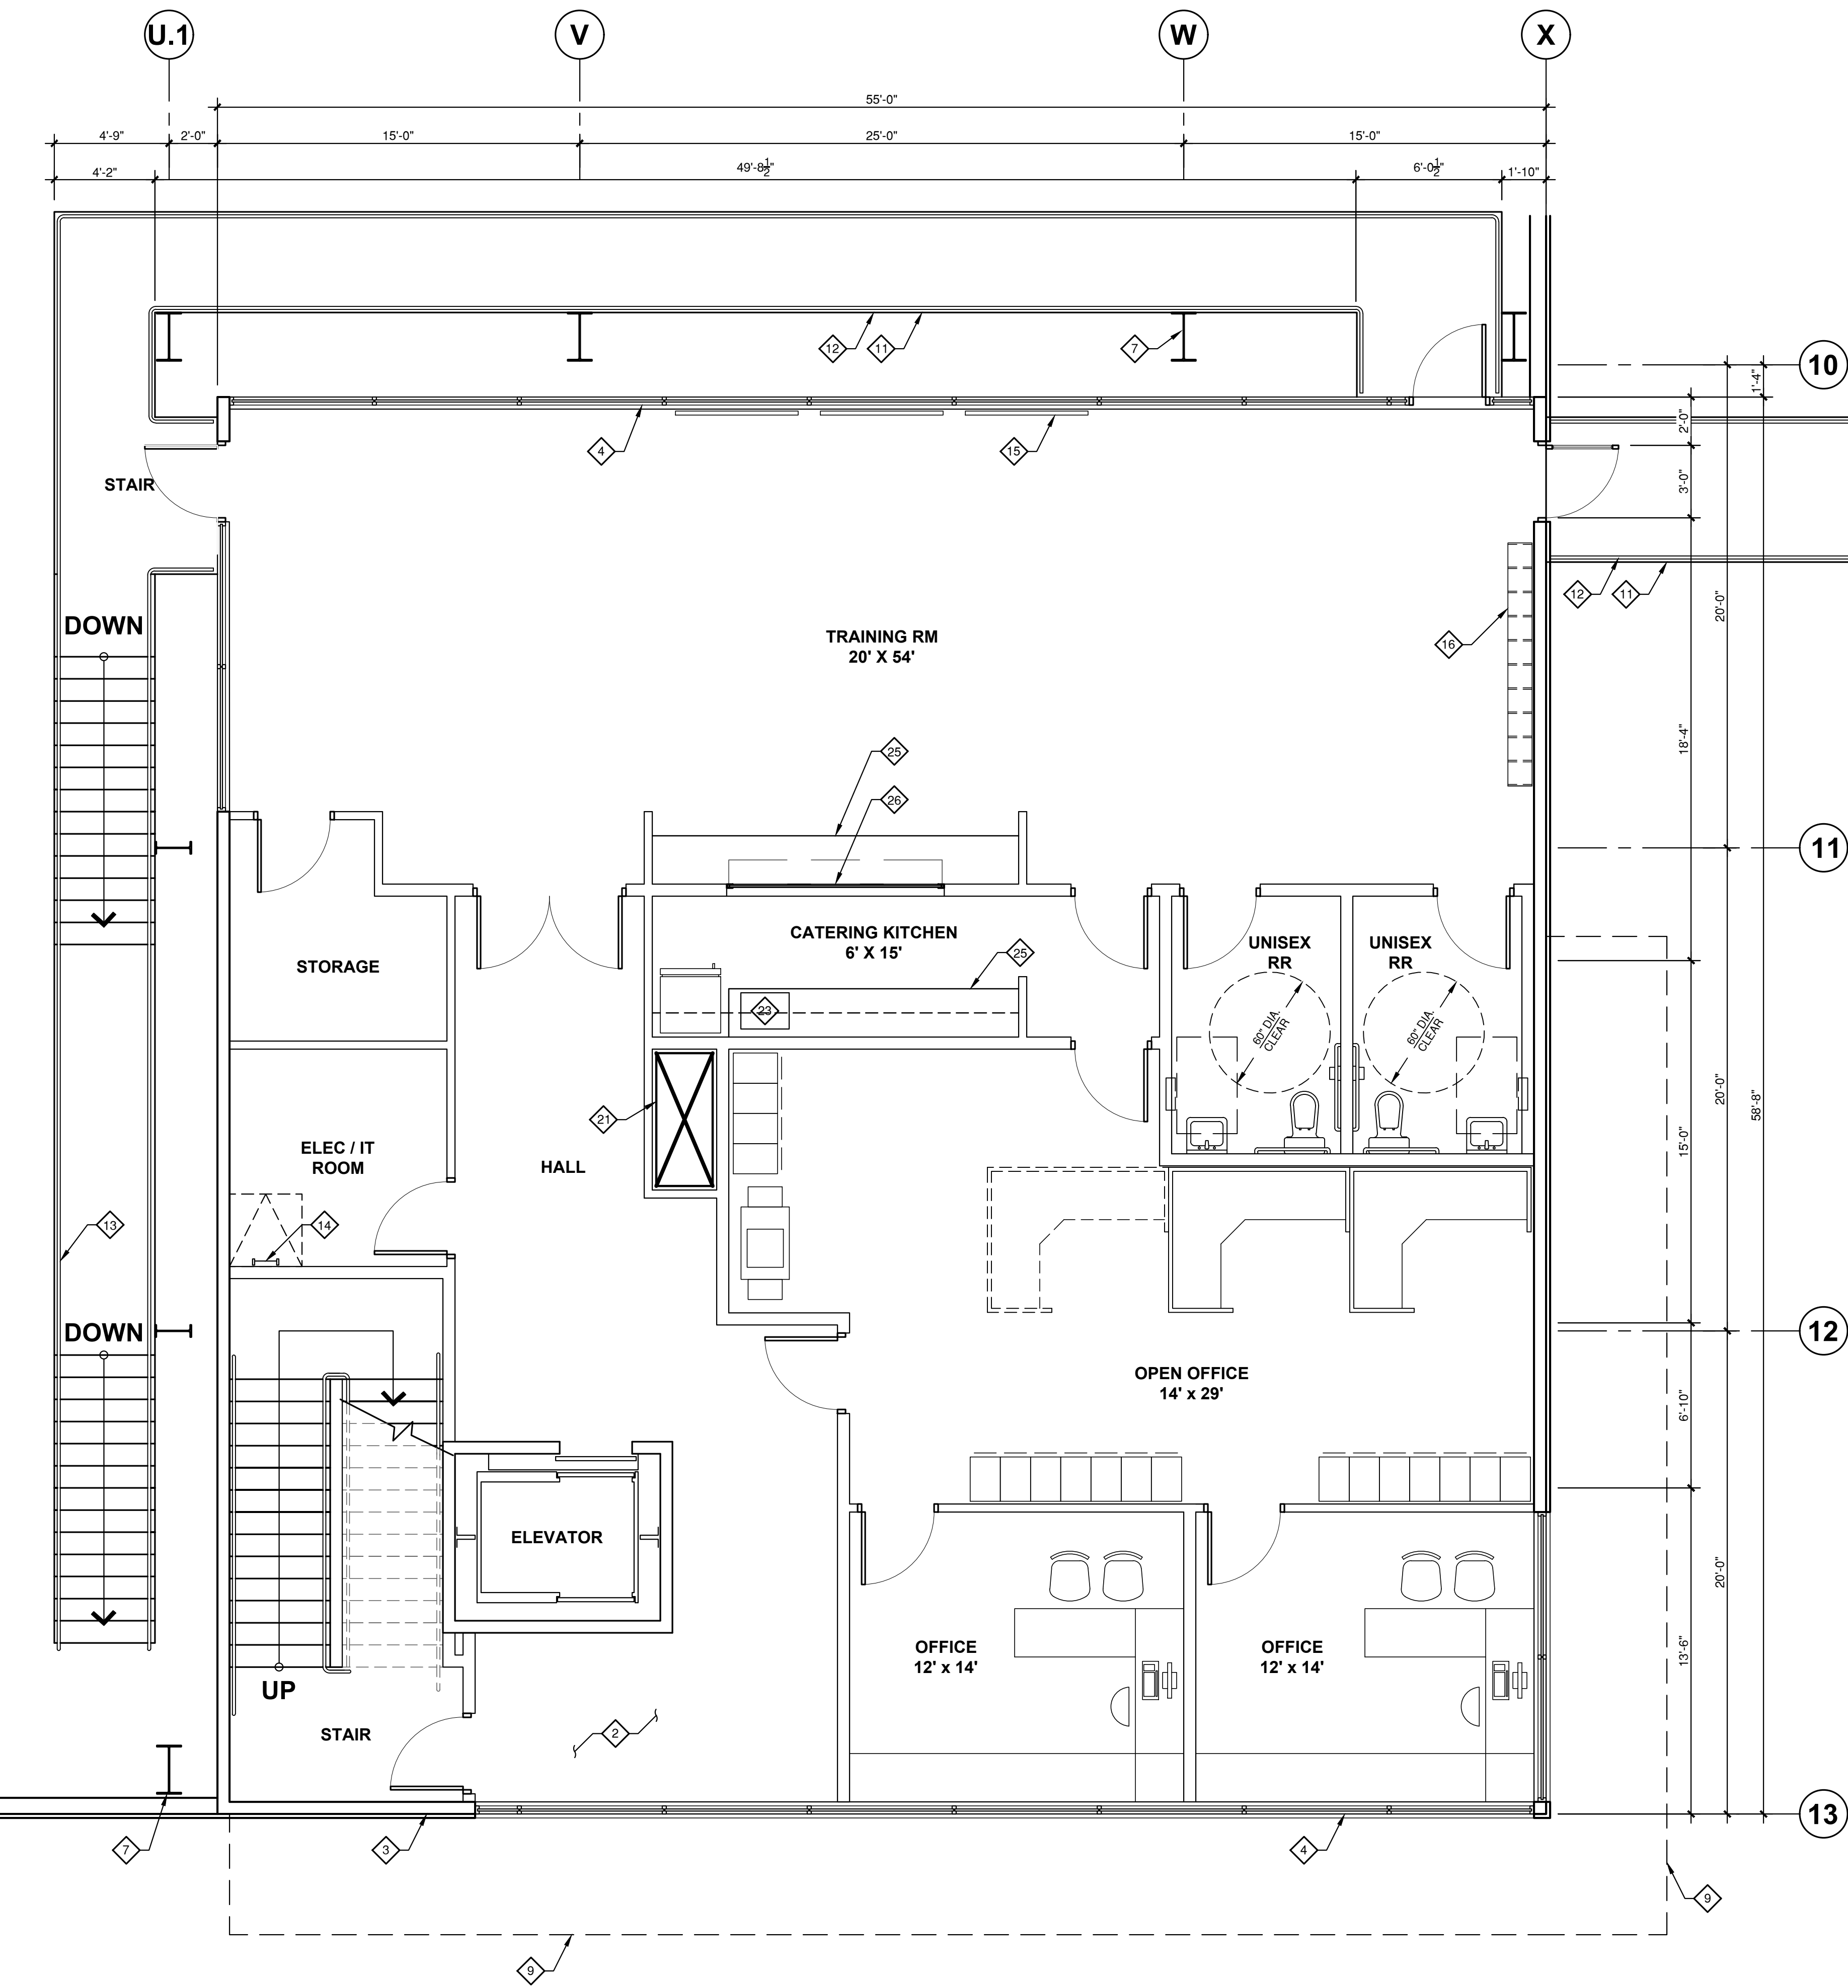 U.1
V
W
X
55'-0"
4'-9"
2'-0"
15'-0"
25'-0"
15'-0"
4'-2"
49'-8 1/2"
6'-0 1/2"
1'-10"
12
11
7
10
1'-4"
2'-0"
4
15
STAIR
3'-0"
12
11
20'-0"
DOWN
TRAINING RM
20' X 54'
16
18'-4"
25
26
11
CATERING KITCHEN
6' X 15'
UNISEX
RR
UNISEX
RR
STORAGE
25
23
60" DIA.
CLEAR
60" DIA.
CLEAR
20'-0"
58'-8"
21
ELEC / IT
ROOM
HALL
15'-0"
13
14
DOWN
12
OPEN OFFICE
14' x 29'
6'-10"
ELEVATOR
20'-0"
OFFICE
12' x 14'
OFFICE
12' x 14'
13'-6"
UP
STAIR
2
13
7
3
4
9
9